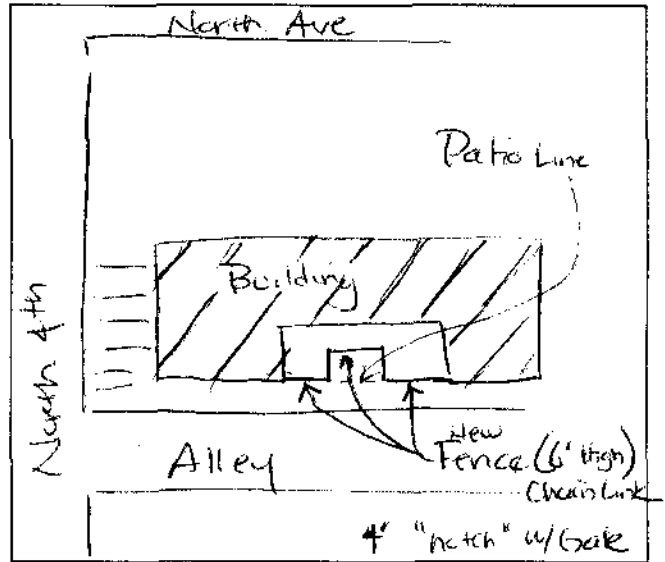 North Ave
Patio Line
Building
North 4th
New
Fence (6' High)
Chain Link
Alley
4' "notch" w/ Gate